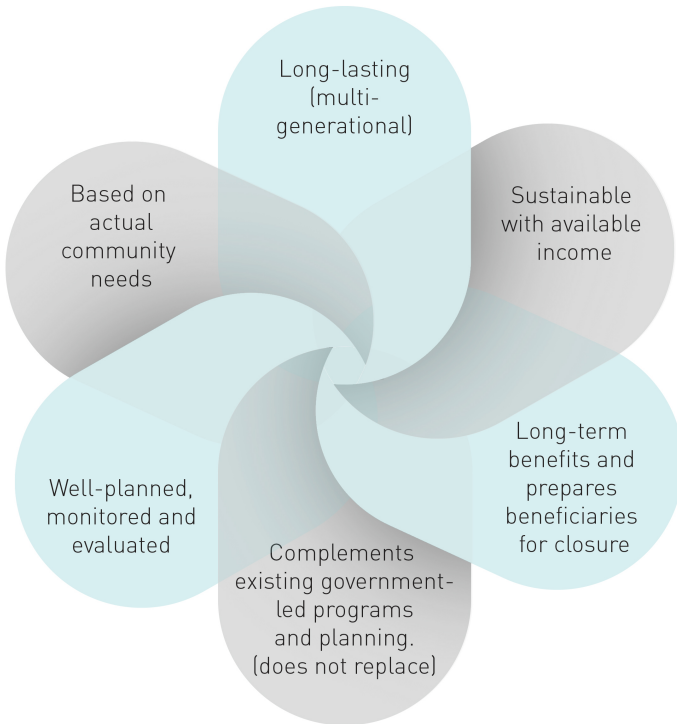 Long-lasting
(multi-
generational)
Sustainable
with available
income
Long-term
benefits and
prepares
beneficiaries
for closure
Complements
existing government-
led programs
and planning.
(does not replace)
Well-planned,
monitored and
evaluated
Based on
actual
community
needs